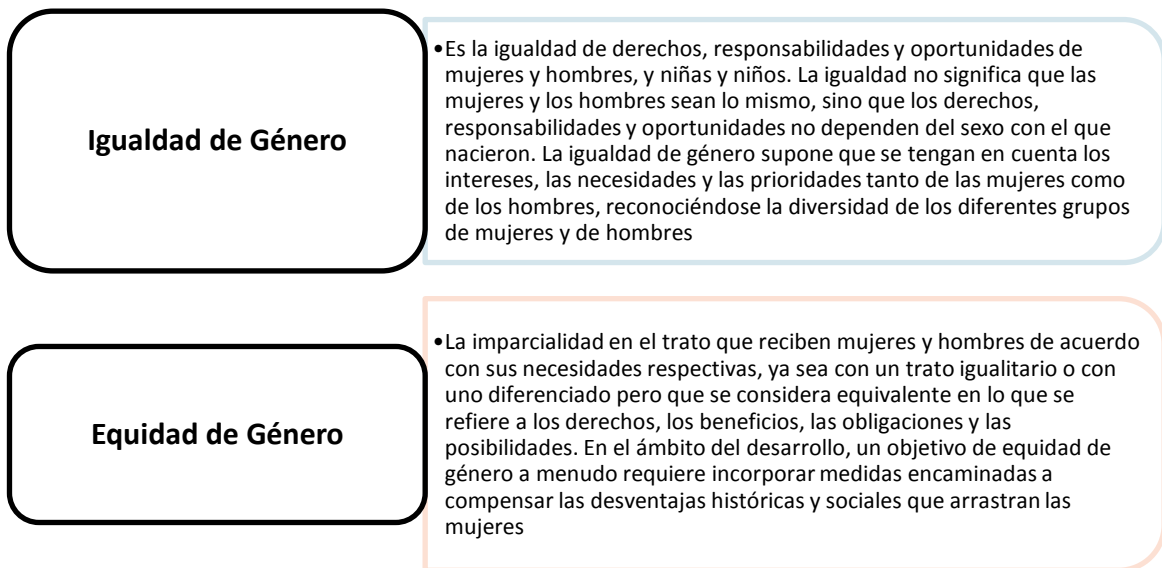 Igualdad de Género
•Es la igualdad de derechos, responsabilidades y oportunidades de
mujeres y hombres, y niñas y niños. La igualdad no significa que las
mujeres y los hombres sean lo mismo, sino que los derechos,
responsabilidades y oportunidades no dependen del sexo con el que
nacieron. La igualdad de género supone que se tengan en cuenta los
intereses, las necesidades y las prioridades tanto de las mujeres como
de los hombres, reconociéndose la diversidad de los diferentes grupos
de mujeres y de hombres
Equidad de Género
•La imparcialidad en el trato que reciben mujeres y hombres de acuerdo
con sus necesidades respectivas, ya sea con un trato igualitario o con
uno diferenciado pero que se considera equivalente en lo que se
refiere a los derechos, los beneficios, las obligaciones y las
posibilidades. En el ámbito del desarrollo, un objetivo de equidad de
género a menudo requiere incorporar medidas encaminadas a
compensar las desventajas históricas y sociales que arrastran las
mujeres